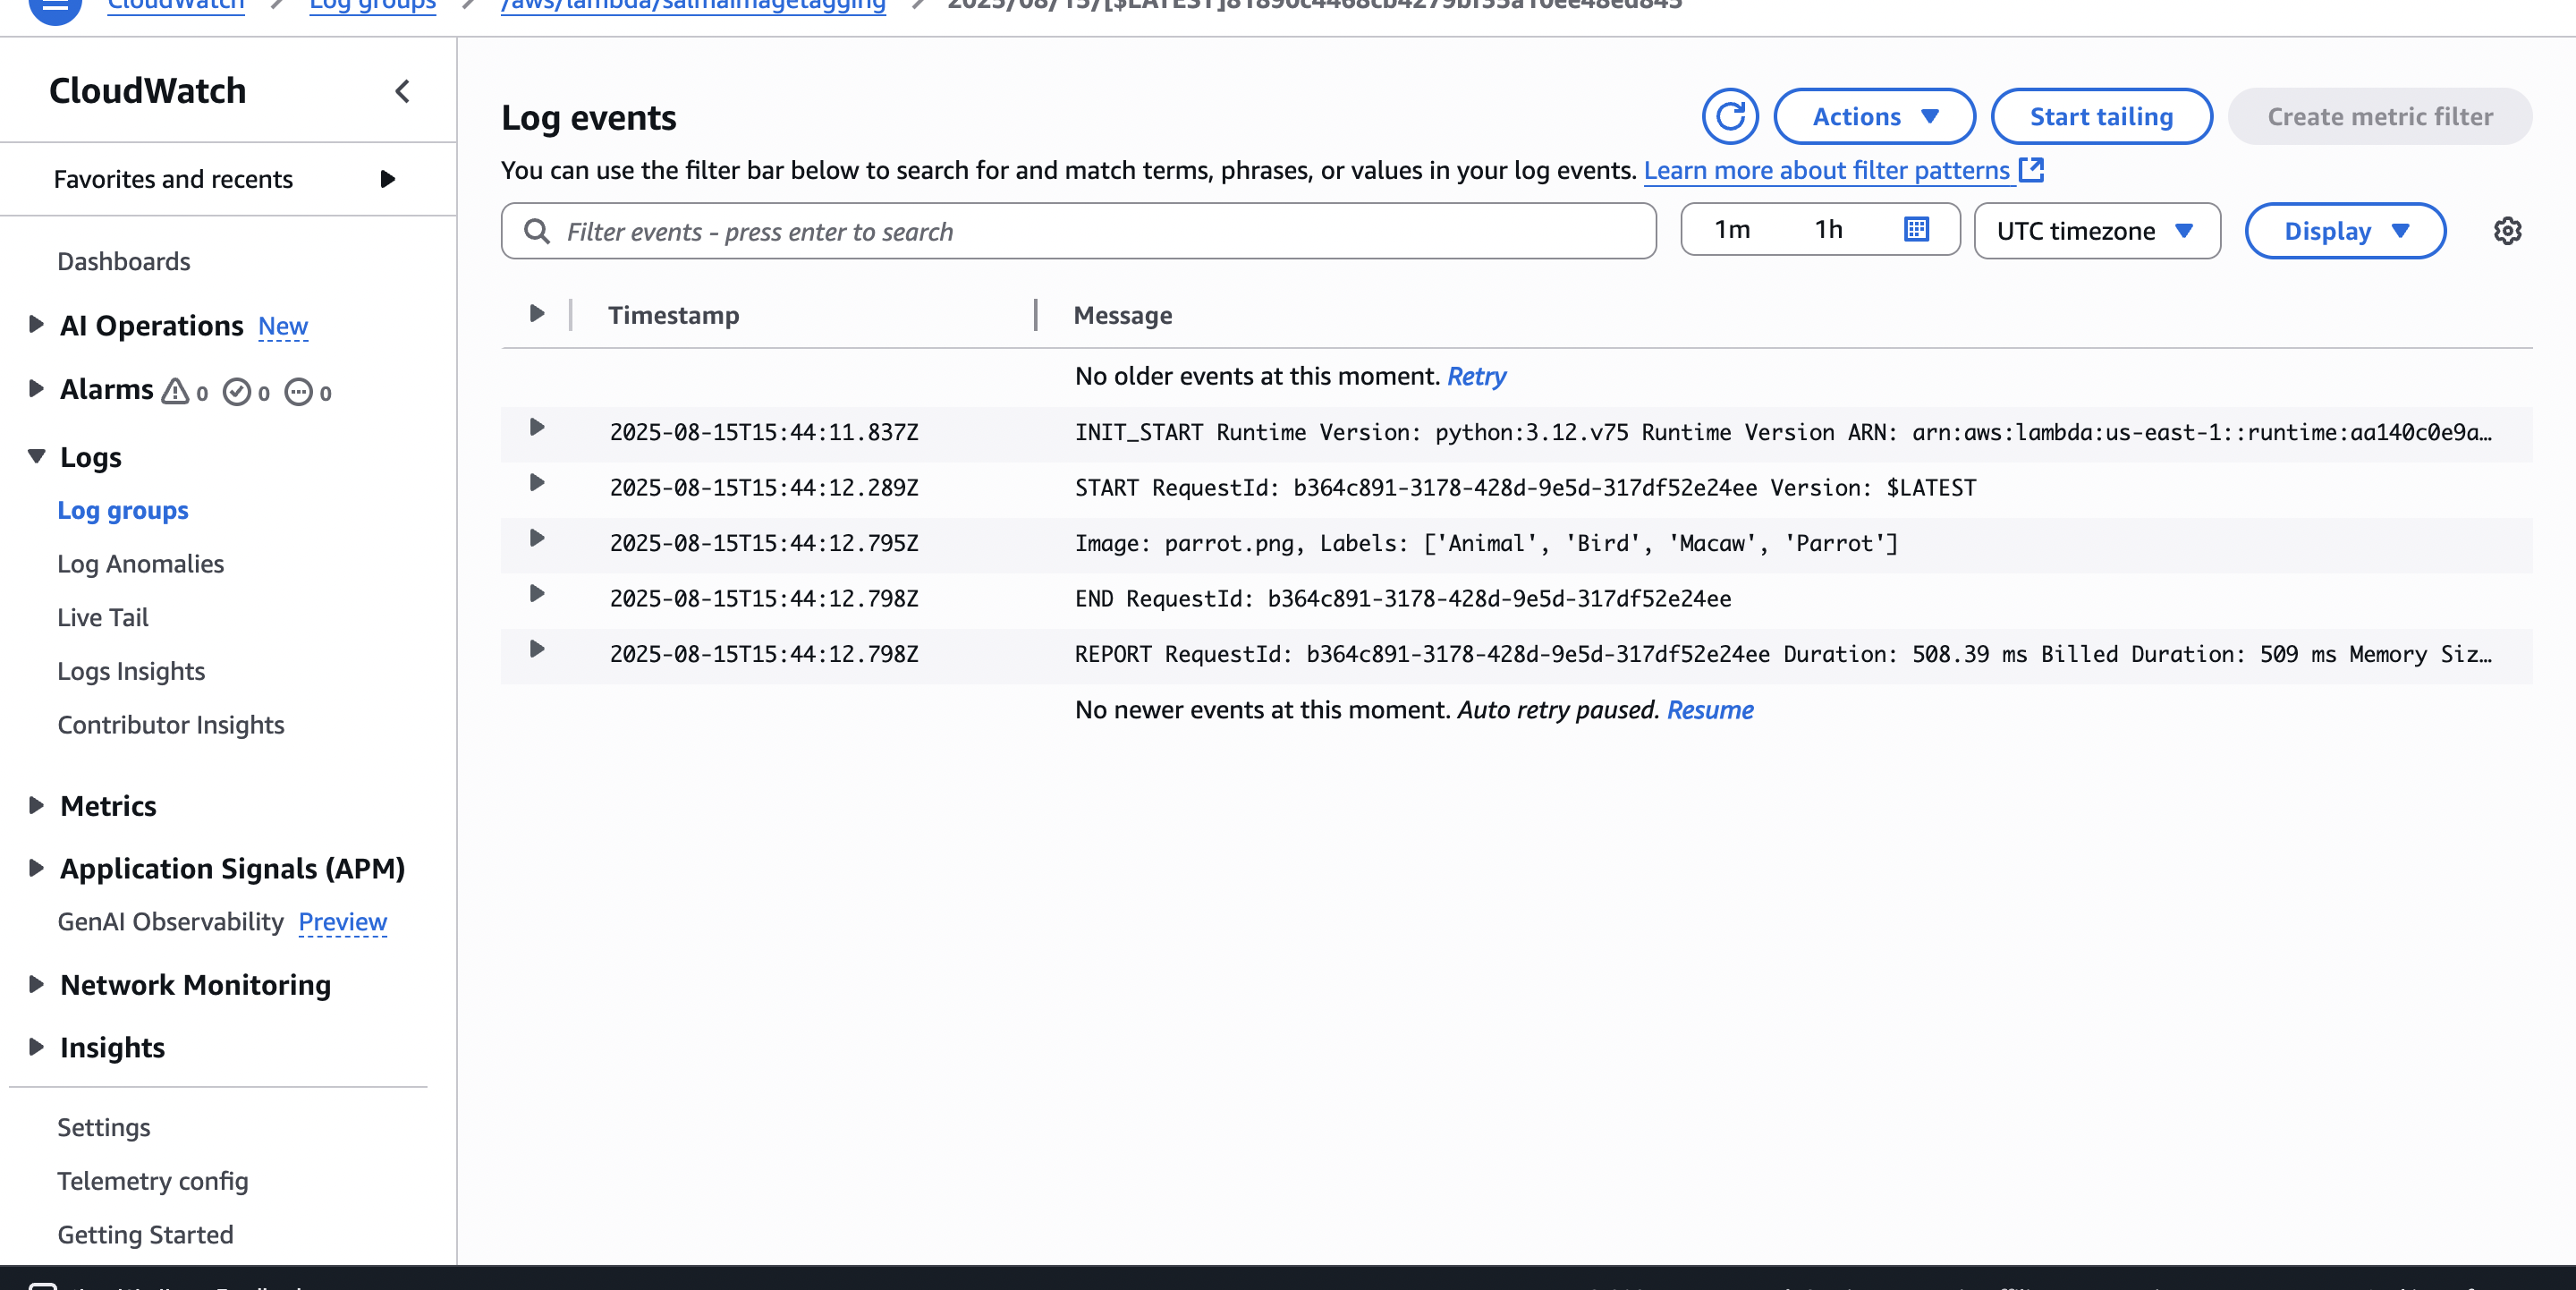 CloudWatch
Log groups
/aws/lambda/salmaimagetagging
CloudWatch
Favorites and recents
Dashboards
AI Operations New
Alarms 0 0 0
Logs
Log groups
Log Anomalies
Live Tail
Logs Insights
Contributor Insights
Metrics
Application Signals (APM)
GenAI Observability Preview
Network Monitoring
Insights
Settings
Telemetry config
Getting Started
Log events
Actions
Start tailing
Create metric filter
You can use the filter bar below to search for and match terms, phrases, or values in your log events. Learn more about filter patterns
Filter events - press enter to search
1m 1h
UTC timezone
Display
Timestamp Message
No older events at this moment. Retry
2025-08-15T15:44:11.837Z INIT_START Runtime Version: python:3.12.v75 Runtime Version ARN: arn:aws:lambda:us-east-1::runtime:aa140c0e9a…
2025-08-15T15:44:12.289Z START RequestId: b364c891-3178-428d-9e5d-317df52e24ee Version: $LATEST
2025-08-15T15:44:12.795Z Image: parrot.png, Labels: ['Animal', 'Bird', 'Macaw', 'Parrot']
2025-08-15T15:44:12.798Z END RequestId: b364c891-3178-428d-9e5d-317df52e24ee
2025-08-15T15:44:12.798Z REPORT RequestId: b364c891-3178-428d-9e5d-317df52e24ee Duration: 508.39 ms Billed Duration: 509 ms Memory Siz…
No newer events at this moment. Auto retry paused. Resume